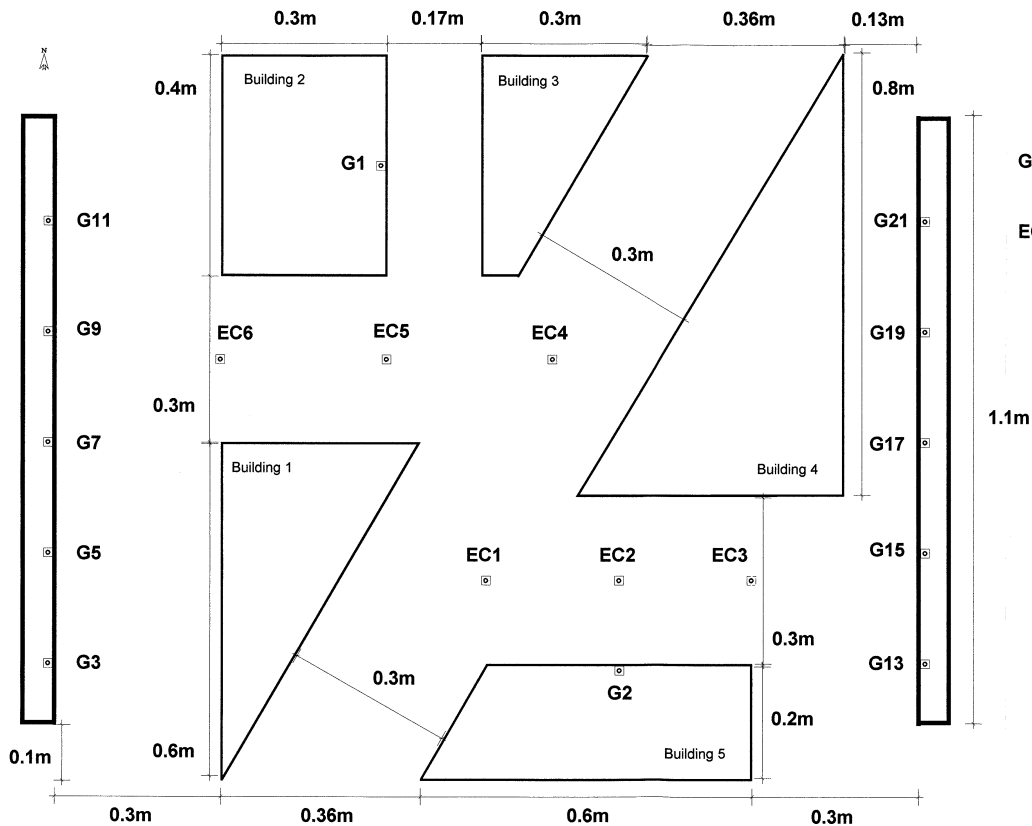 0.3m 0.17m 0.3m 0.36m 0.13m
N
0.4m
Building 2
Building 3
0.8m
G1
G
G11
G21
EC
0.3m
G9
EC6
EC5
EC4
G19
0.3m
1.1m
G7
G17
Building 1
Building 4
G5
EC1
EC2
EC3
G15
0.3m
G3
G13
0.3m
G2
0.2m
0.1m
0.6m
Building 5
0.3m 0.36m 0.6m 0.3m